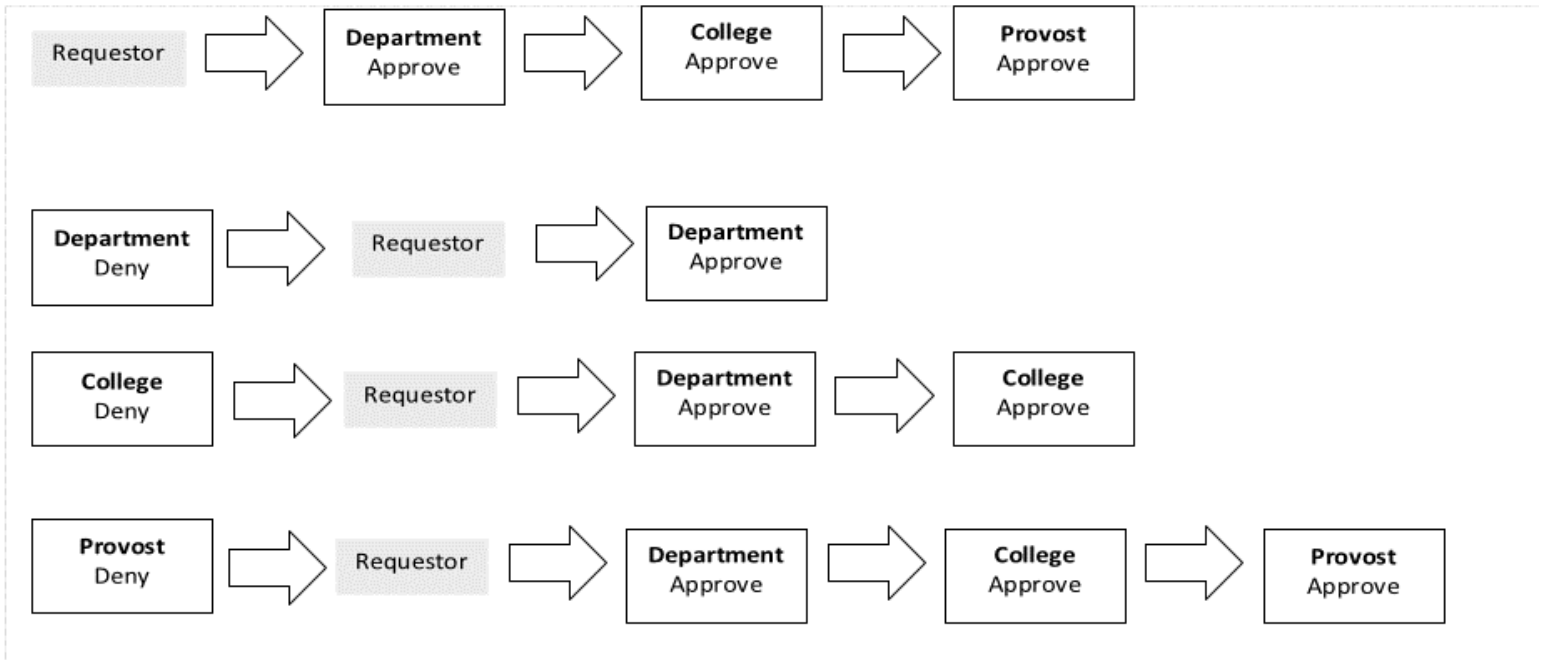 Requestor
Department
Approve
College
Approve
Provost
Approve
Department
Deny
Requestor
Department
Approve
College
Deny
Requestor
Department
Approve
College
Approve
Provost
Deny
Requestor
Department
Approve
College
Approve
Provost
Approve